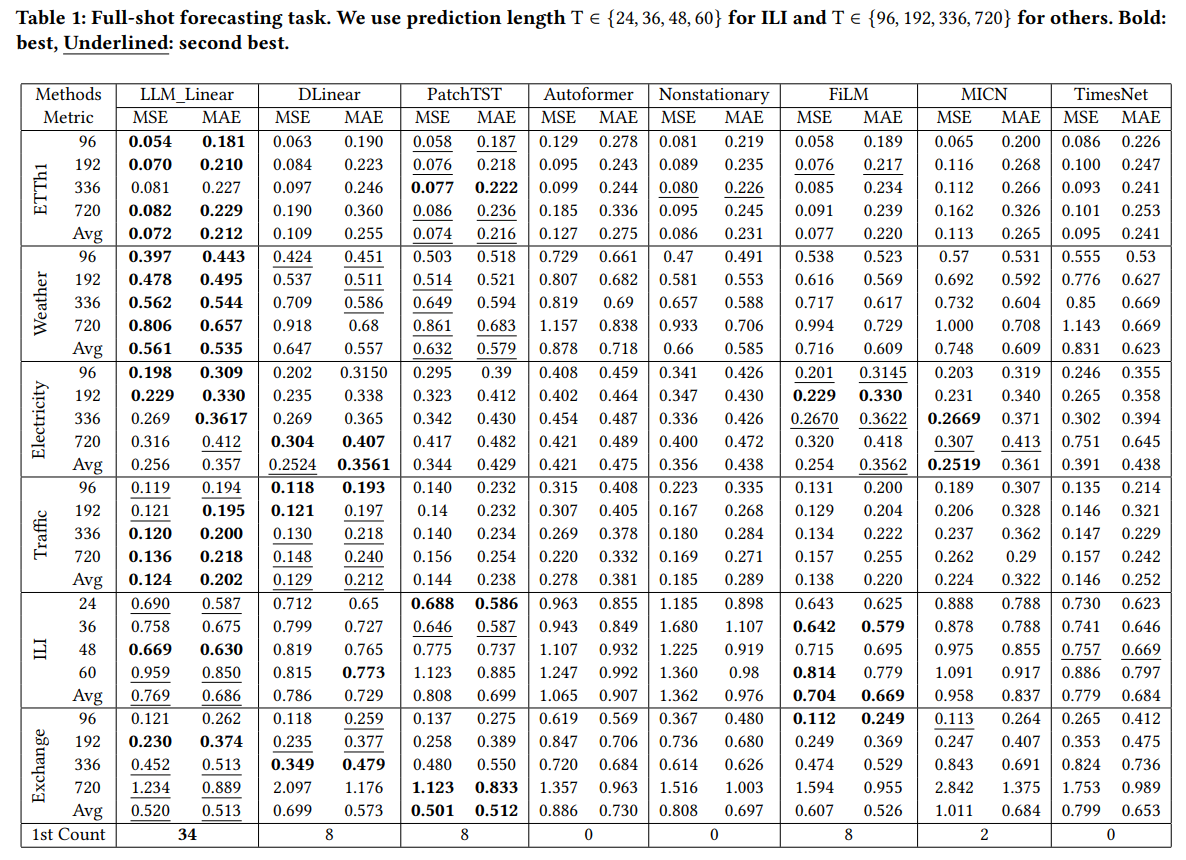 Table 1: Full-shot forecasting task. We use prediction length T ∈ {24, 36, 48, 60} for ILI and T ∈ {96, 192, 336, 720} for others. Bold:
best, Underlined: second best.
Methods LLM_Linear DLinear PatchTST Autoformer Nonstationary FiLM MICN TimesNet
Metric MSE MAE MSE MAE MSE MAE MSE MAE MSE MAE MSE MAE MSE MAE MSE MAE
ETTh1
96 0.054 0.181 0.063 0.190 0.058 0.187 0.129 0.278 0.081 0.219 0.058 0.189 0.065 0.200 0.086 0.226
192 0.070 0.210 0.084 0.223 0.076 0.218 0.095 0.243 0.089 0.235 0.076 0.217 0.116 0.268 0.100 0.247
336 0.081 0.227 0.097 0.246 0.077 0.222 0.099 0.244 0.080 0.226 0.085 0.234 0.112 0.266 0.093 0.241
720 0.082 0.229 0.190 0.360 0.086 0.236 0.185 0.336 0.095 0.245 0.091 0.239 0.162 0.326 0.101 0.253
Avg 0.072 0.212 0.109 0.255 0.074 0.216 0.127 0.275 0.086 0.231 0.077 0.220 0.113 0.265 0.095 0.241
Weather
96 0.397 0.443 0.424 0.451 0.503 0.518 0.729 0.661 0.47 0.491 0.538 0.523 0.57 0.531 0.555 0.53
192 0.478 0.495 0.537 0.511 0.514 0.521 0.807 0.682 0.581 0.553 0.616 0.569 0.692 0.592 0.776 0.627
336 0.562 0.544 0.709 0.586 0.649 0.594 0.819 0.69 0.657 0.588 0.717 0.617 0.732 0.604 0.85 0.669
720 0.806 0.657 0.918 0.68 0.861 0.683 1.157 0.838 0.933 0.706 0.994 0.729 1.000 0.708 1.143 0.669
Avg 0.561 0.535 0.647 0.557 0.632 0.579 0.878 0.718 0.66 0.585 0.716 0.609 0.748 0.609 0.831 0.623
Electricity
96 0.198 0.309 0.202 0.3150 0.295 0.39 0.408 0.459 0.341 0.426 0.201 0.3145 0.203 0.319 0.246 0.355
192 0.229 0.330 0.235 0.338 0.323 0.412 0.402 0.464 0.347 0.430 0.229 0.330 0.231 0.340 0.265 0.358
336 0.269 0.3617 0.269 0.365 0.342 0.430 0.454 0.487 0.336 0.426 0.2670 0.3622 0.2669 0.371 0.302 0.394
720 0.316 0.412 0.304 0.407 0.417 0.482 0.421 0.489 0.400 0.472 0.320 0.418 0.307 0.413 0.751 0.645
Avg 0.256 0.357 0.2524 0.3561 0.344 0.429 0.421 0.475 0.356 0.438 0.254 0.3562 0.2519 0.361 0.391 0.438
Traffic
96 0.119 0.194 0.118 0.193 0.140 0.232 0.315 0.408 0.223 0.335 0.131 0.200 0.189 0.307 0.135 0.214
192 0.121 0.195 0.121 0.197 0.14 0.232 0.307 0.405 0.167 0.268 0.129 0.204 0.206 0.328 0.146 0.321
336 0.120 0.200 0.130 0.218 0.140 0.234 0.269 0.378 0.180 0.284 0.134 0.222 0.237 0.362 0.147 0.229
720 0.136 0.218 0.148 0.240 0.156 0.254 0.220 0.332 0.169 0.271 0.157 0.255 0.262 0.29 0.157 0.242
Avg 0.124 0.202 0.129 0.212 0.144 0.238 0.278 0.381 0.185 0.289 0.138 0.220 0.224 0.322 0.146 0.252
ILI
24 0.690 0.587 0.712 0.65 0.688 0.586 0.963 0.855 1.185 0.898 0.643 0.625 0.888 0.788 0.730 0.623
36 0.758 0.675 0.799 0.727 0.646 0.587 0.943 0.849 1.680 1.107 0.642 0.579 0.878 0.788 0.741 0.646
48 0.669 0.630 0.819 0.765 0.775 0.737 1.107 0.932 1.225 0.919 0.715 0.695 0.975 0.855 0.757 0.669
60 0.959 0.850 0.814 0.773 1.123 0.885 1.247 0.992 1.360 0.98 0.814 0.779 1.091 0.917 0.886 0.797
Avg 0.769 0.686 0.786 0.729 0.808 0.699 1.065 0.907 1.362 0.976 0.704 0.669 0.958 0.837 0.779 0.684
Exchange
96 0.121 0.262 0.118 0.259 0.137 0.275 0.619 0.569 0.367 0.480 0.112 0.249 0.113 0.264 0.265 0.412
192 0.230 0.374 0.235 0.377 0.258 0.389 0.847 0.706 0.736 0.680 0.249 0.369 0.247 0.407 0.353 0.475
336 0.452 0.513 0.349 0.479 0.480 0.550 0.720 0.684 0.614 0.626 0.474 0.529 0.843 0.691 0.824 0.736
720 1.234 0.889 2.097 1.176 1.123 0.833 1.357 0.963 1.516 1.003 1.594 0.955 2.842 1.375 1.753 0.989
Avg 0.520 0.513 0.699 0.573 0.501 0.512 0.886 0.730 0.808 0.697 0.607 0.526 1.011 0.684 0.799 0.653
1st Count 34 8 8 0 0 8 2 0